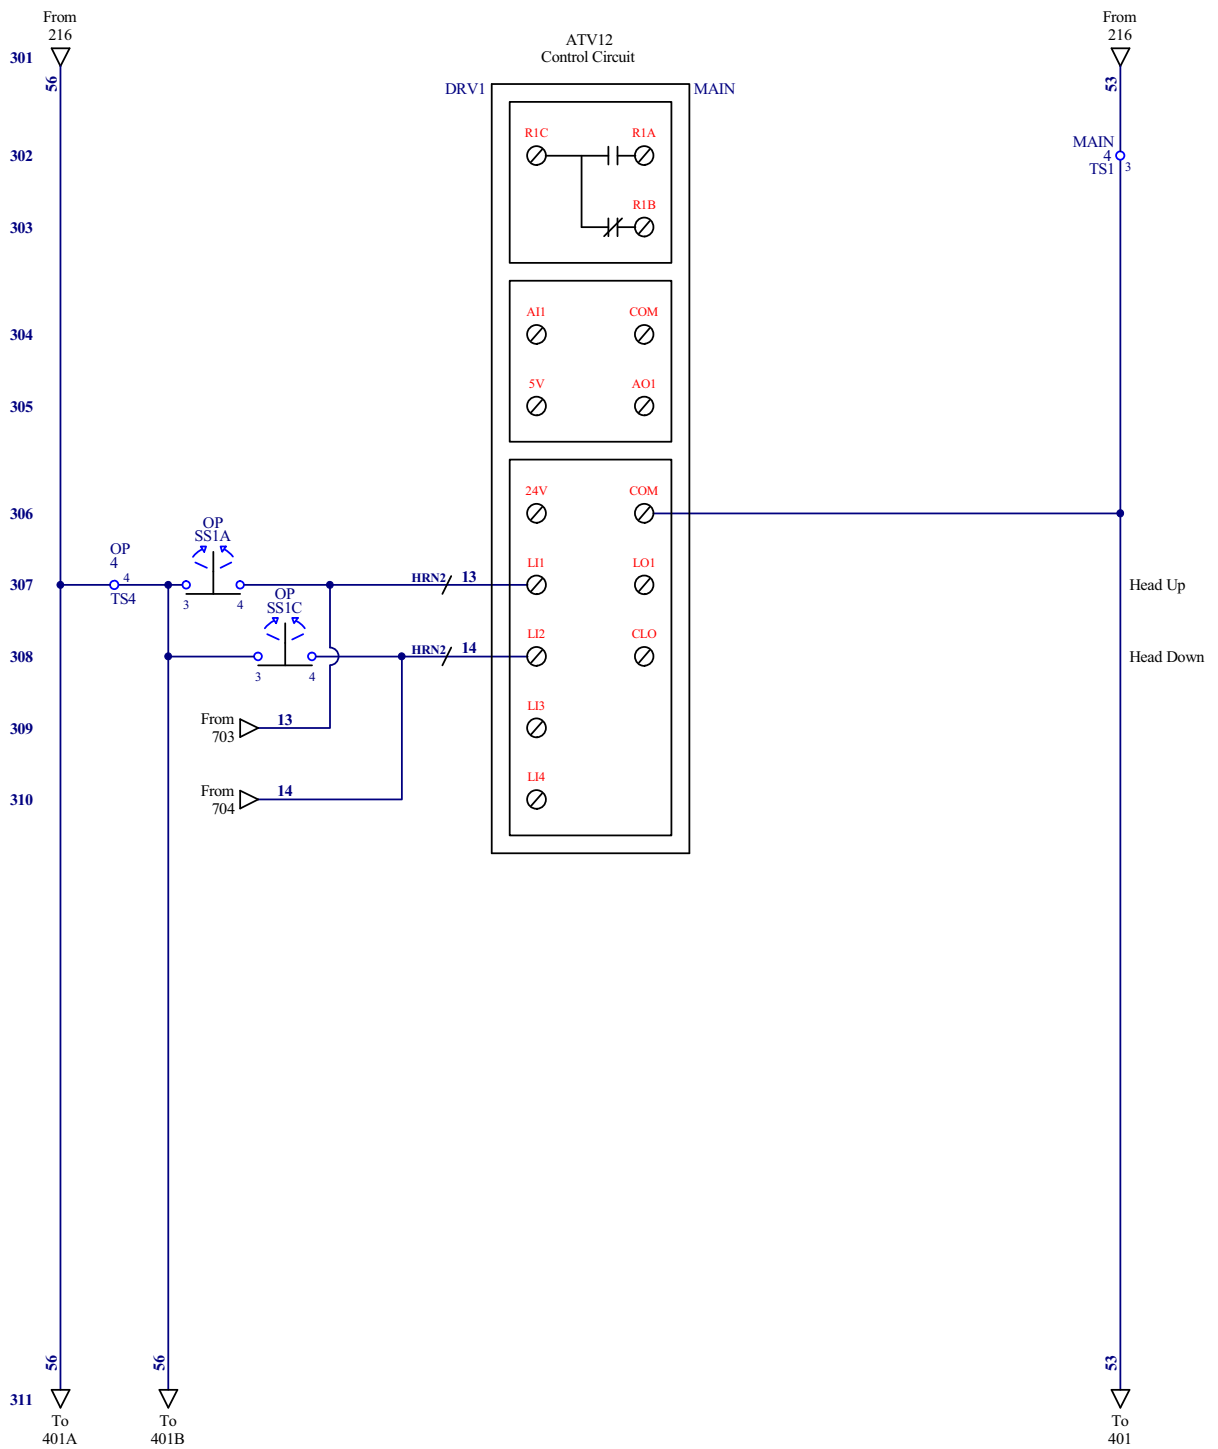 From
216
From
216
ATV12
Control Circuit
301
56
53
DRV1
MAIN
R1C
R1A
302
MAIN
4
TS1
3
R1B
303
AI1
COM
304
5V
AO1
305
24V
COM
306
OP
SS1A
OP
4
4
TS4
LI1
LO1
307
HRN2
13
Head Up
3
4
OP
SS1C
LI2
CLO
308
HRN2
14
Head Down
3
4
LI3
309
From
703
13
LI4
310
From
704
14
56
56
53
311
To
401A
To
401B
To
401